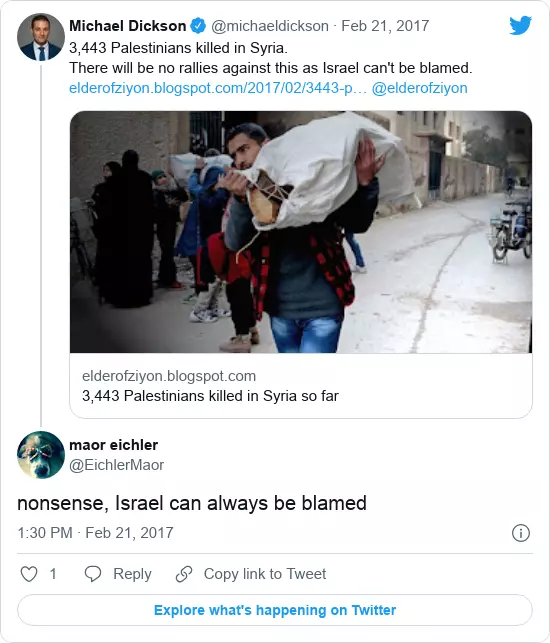 Michael Dickson @michaeldickson · Feb 21, 2017
3,443 Palestinians killed in Syria.
There will be no rallies against this as Israel can't be blamed.
elderofziyon.blogspot.com/2017/02/3443-p… @elderofziyon
elderofziyon.blogspot.com
3,443 Palestinians killed in Syria so far
maor eichler
@EichlerMaor
nonsense, Israel can always be blamed
1:30 PM · Feb 21, 2017
1 Reply Copy link to Tweet
Explore what's happening on Twitter